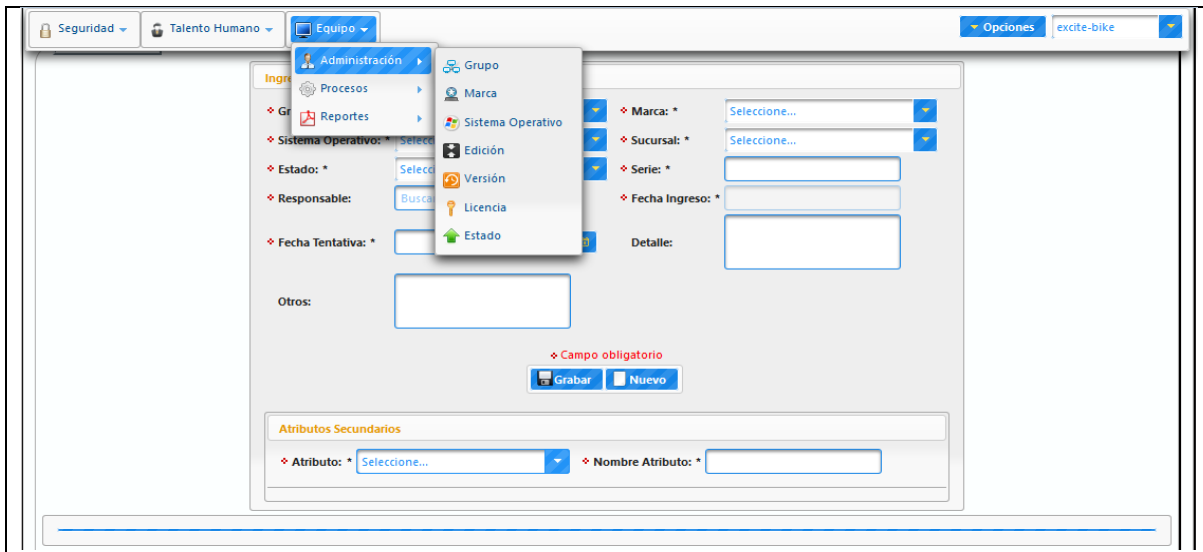 Seguridad Talento Humano Equipo Opciones excite-bike
Administración Grupo
Ingre
Procesos Marca
Gr Marca: * Seleccione...
Reportes Sistema Operativo
Sistema Operativo: * Selecc Sucursal: * Seleccione...
Edición
Estado: * Selecc Versión Serie: *
Responsable: Busca Licencia Fecha Ingreso: *
Fecha Tentativa: * Estado Detalle:
Otros:
Campo obligatorio
Grabar Nuevo
Atributos Secundarios
Atributo: * Seleccione... Nombre Atributo: *